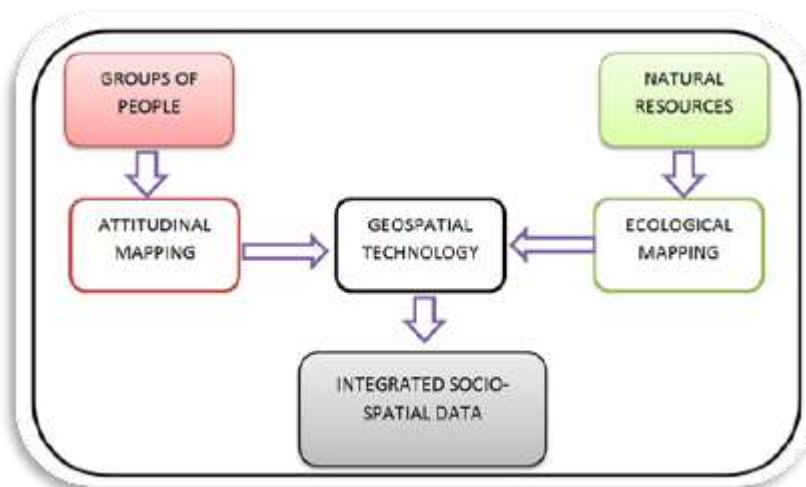 GROUPS OF
PEOPLE
NATURAL
RESOURCES
ATTITUDINAL
MAPPING
GEOSPATIAL
TECHNOLOGY
ECOLOGICAL
MAPPING
INTEGRATED SOCIO-
SPATIAL DATA